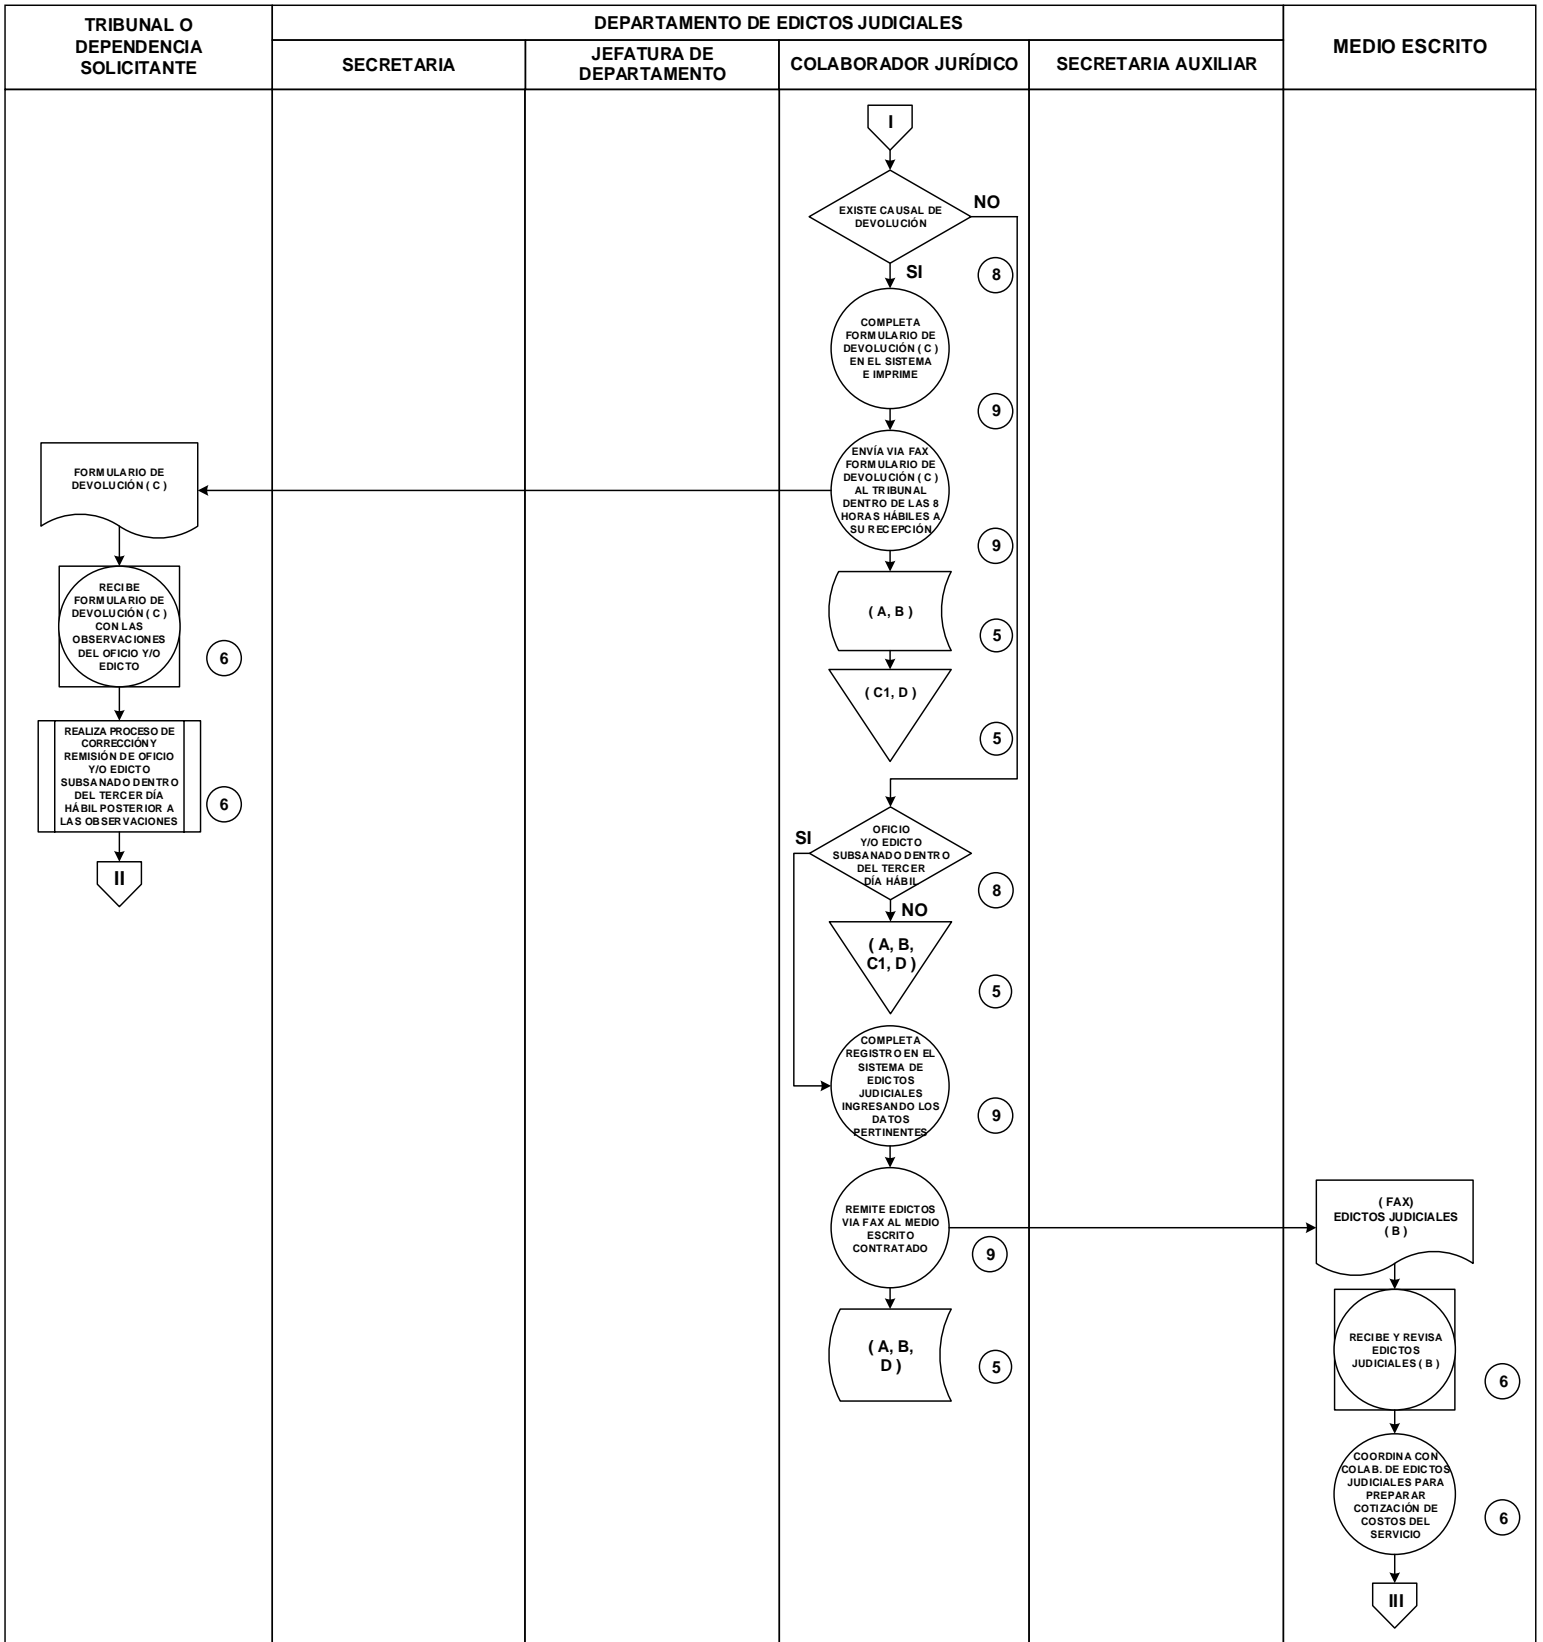 TRIBUNAL O
DEPENDENCIA
SOLICITANTE
DEPARTAMENTO DE EDICTOS JUDICIALES
SECRETARIA
JEFATURA DE
DEPARTAMENTO
COLABORADOR JURÍDICO
SECRETARIA AUXILIAR
MEDIO ESCRITO
I
EXISTE CAUSAL DE
DEVOLUCIÓN
NO
8
SI
COMPLETA
FORMULARIO DE
DEVOLUCIÓN ( C )
EN EL SISTEMA
E IMPRIME
9
ENVÍA VIA FAX
FORMULARIO DE
DEVOLUCIÓN ( C )
AL TRIBUNAL
DENTRO DE LAS 8
HORAS HÁBILES A
SU RECEPCIÓN
9
FORMULARIO DE
DEVOLUCIÓN ( C )
RECIBE
FORMULARIO DE
DEVOLUCIÓN ( C )
CON LAS
OBSERVACIONES
DEL OFICIO Y/O
EDICTO
6
( A, B )
5
( C1, D )
5
REALIZA PROCESO DE
CORRECCIÓN Y
REMISIÓN DE OFICIO
Y/O EDICTO
SUBSANADO DENTRO
DEL TERCER DÍA
HÁBIL POSTERIOR A
LAS OBSERVACIONES
6
II
SI
OFICIO
Y/O EDICTO
SUBSANADO DENTRO
DEL TERCER
DÍA HÁBIL
8
NO
( A, B,
C1, D )
5
COMPLETA
REGISTRO EN EL
SISTEMA DE
EDICTOS
JUDICIALES
INGRESANDO LOS
DATOS
PERTINENTES
9
REMITE EDICTOS
VIA FAX AL MEDIO
ESCRITO
CONTRATADO
9
( FAX)
EDICTOS JUDICIALES
( B )
( A, B,
D )
5
RECIBE Y REVISA
EDICTOS
JUDICIALES ( B )
6
COORDINA CON
COLAB. DE EDICTOS
JUDICIALES PARA
PREPARAR
COTIZACIÓN DE
COSTOS DEL
SERVICIO
6
III